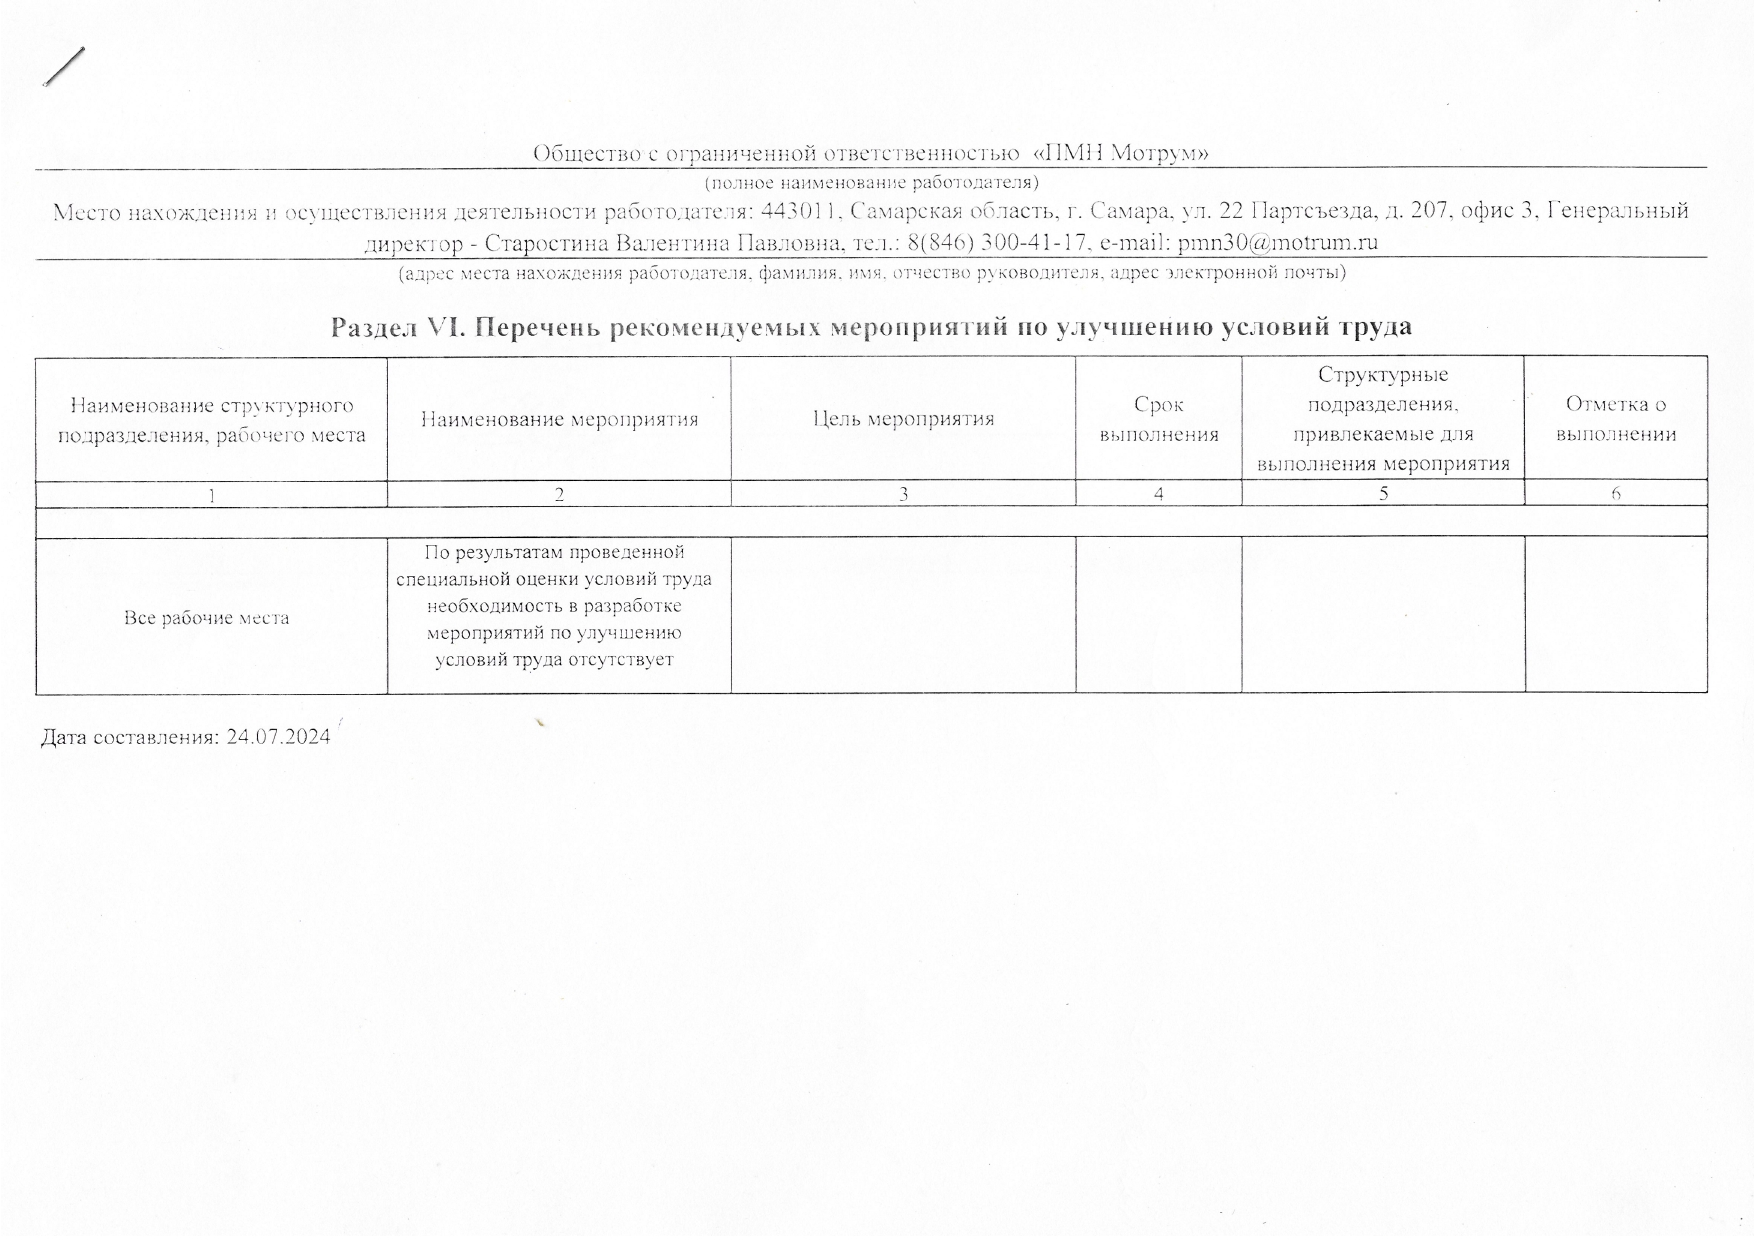 Общество с ограниченной ответственностью «ПМН Мотрум»
(полное наименование работодателя)
Место нахождения и осуществления деятельности работодателя: 443011, Самарская область, г. Самара, ул. 22 Партсъезда, д. 207, офис 3, Генеральный
директор - Старостина Валентина Павловна, тел.: 8(846) 300-41-17, e-mail: pmn30@motrum.ru
(адрес места нахождения работодателя, фамилия, имя, отчество руководителя, адрес электронной почты)
Раздел VI. Перечень рекомендуемых мероприятий по улучшению условий труда
Наименование структурного
подразделения, рабочего места
Наименование мероприятия
Цель мероприятия
Срок
выполнения
Структурные
подразделения,
привлекаемые для
выполнения мероприятия
Отметка о
выполнении
1
2
3
4
5
6
Все рабочие места
По результатам проведенной
специальной оценки условий труда
необходимость в разработке
мероприятий по улучшению
условий труда отсутствует
Дата составления: 24.07.2024